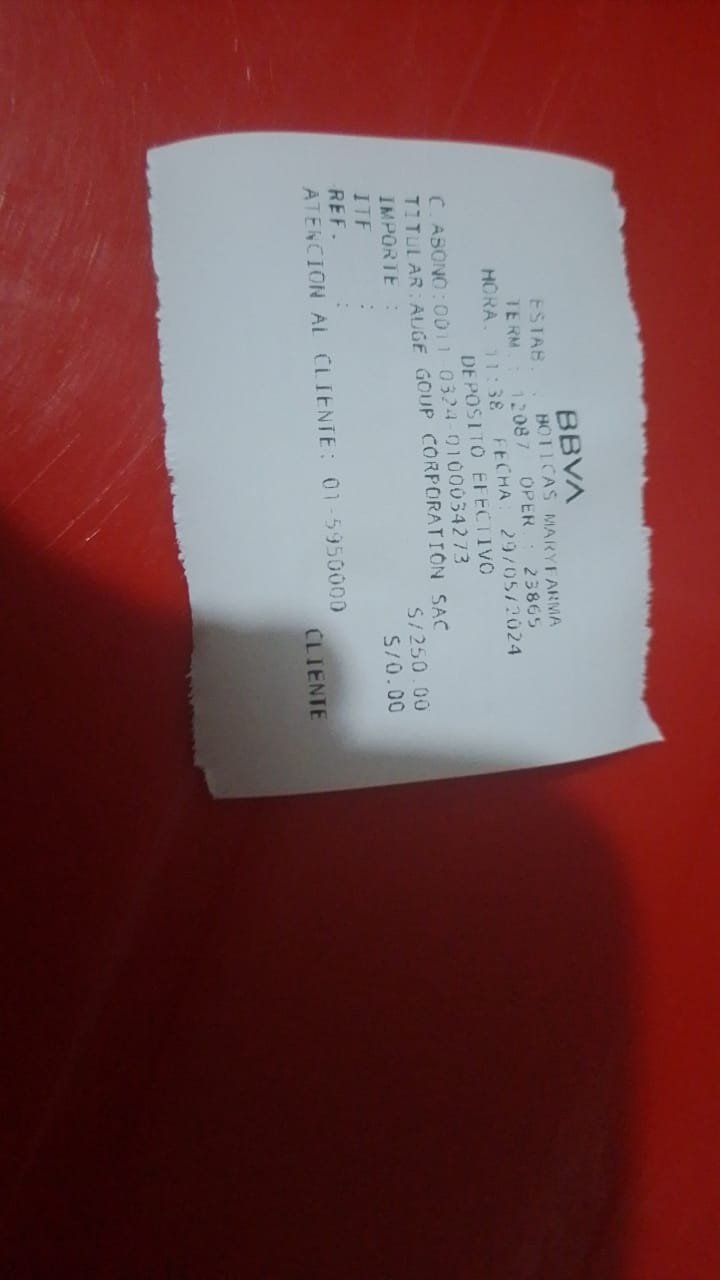 BBVA
ESTAB. : BOTICAS MARYFARMA
TERM. : 12087 OPER. : 23865
HORA. 11:38 FECHA: 29/05/2024
DEPOSITO EFECTIVO
C.ABONO:0011-0324-0100034273
TITULAR:AUGE GOUP CORPORATION SAC
IMPORTE : S/250.00
ITF : S/0.00
REF. :
ATENCION AL CLIENTE: 01-5950000
CLIENTE